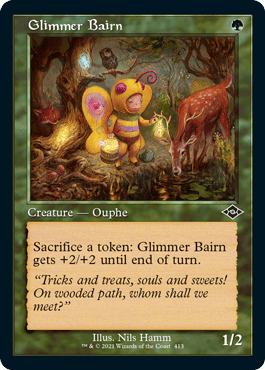 Glimmer Bairn
Creature — Ouphe
Sacrifice a token: Glimmer Bairn
gets +2/+2 until end of turn.
“Tricks and treats, souls and sweets!
On wooded path, whom shall we
meet?”
Illus. Nils Hamm
1/2
™ & © 2021 Wizards of the Coast 413